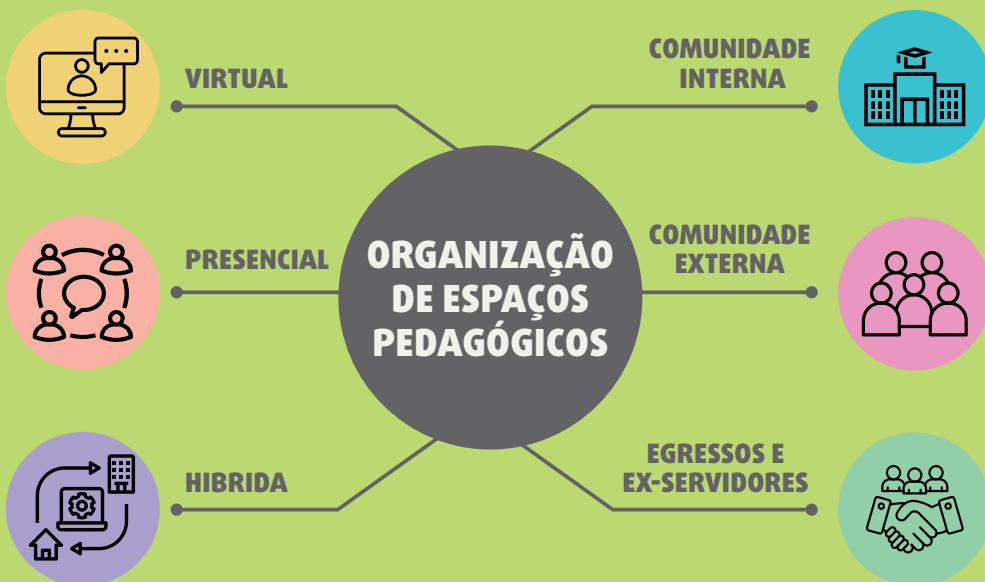 VIRTUAL
PRESENCIAL
HIBRIDA
ORGANIZAÇÃO
DE ESPAÇOS
PEDAGÓGICOS
COMUNIDADE
INTERNA
COMUNIDADE
EXTERNA
EGRESSOS E
EX-SERVIDORES